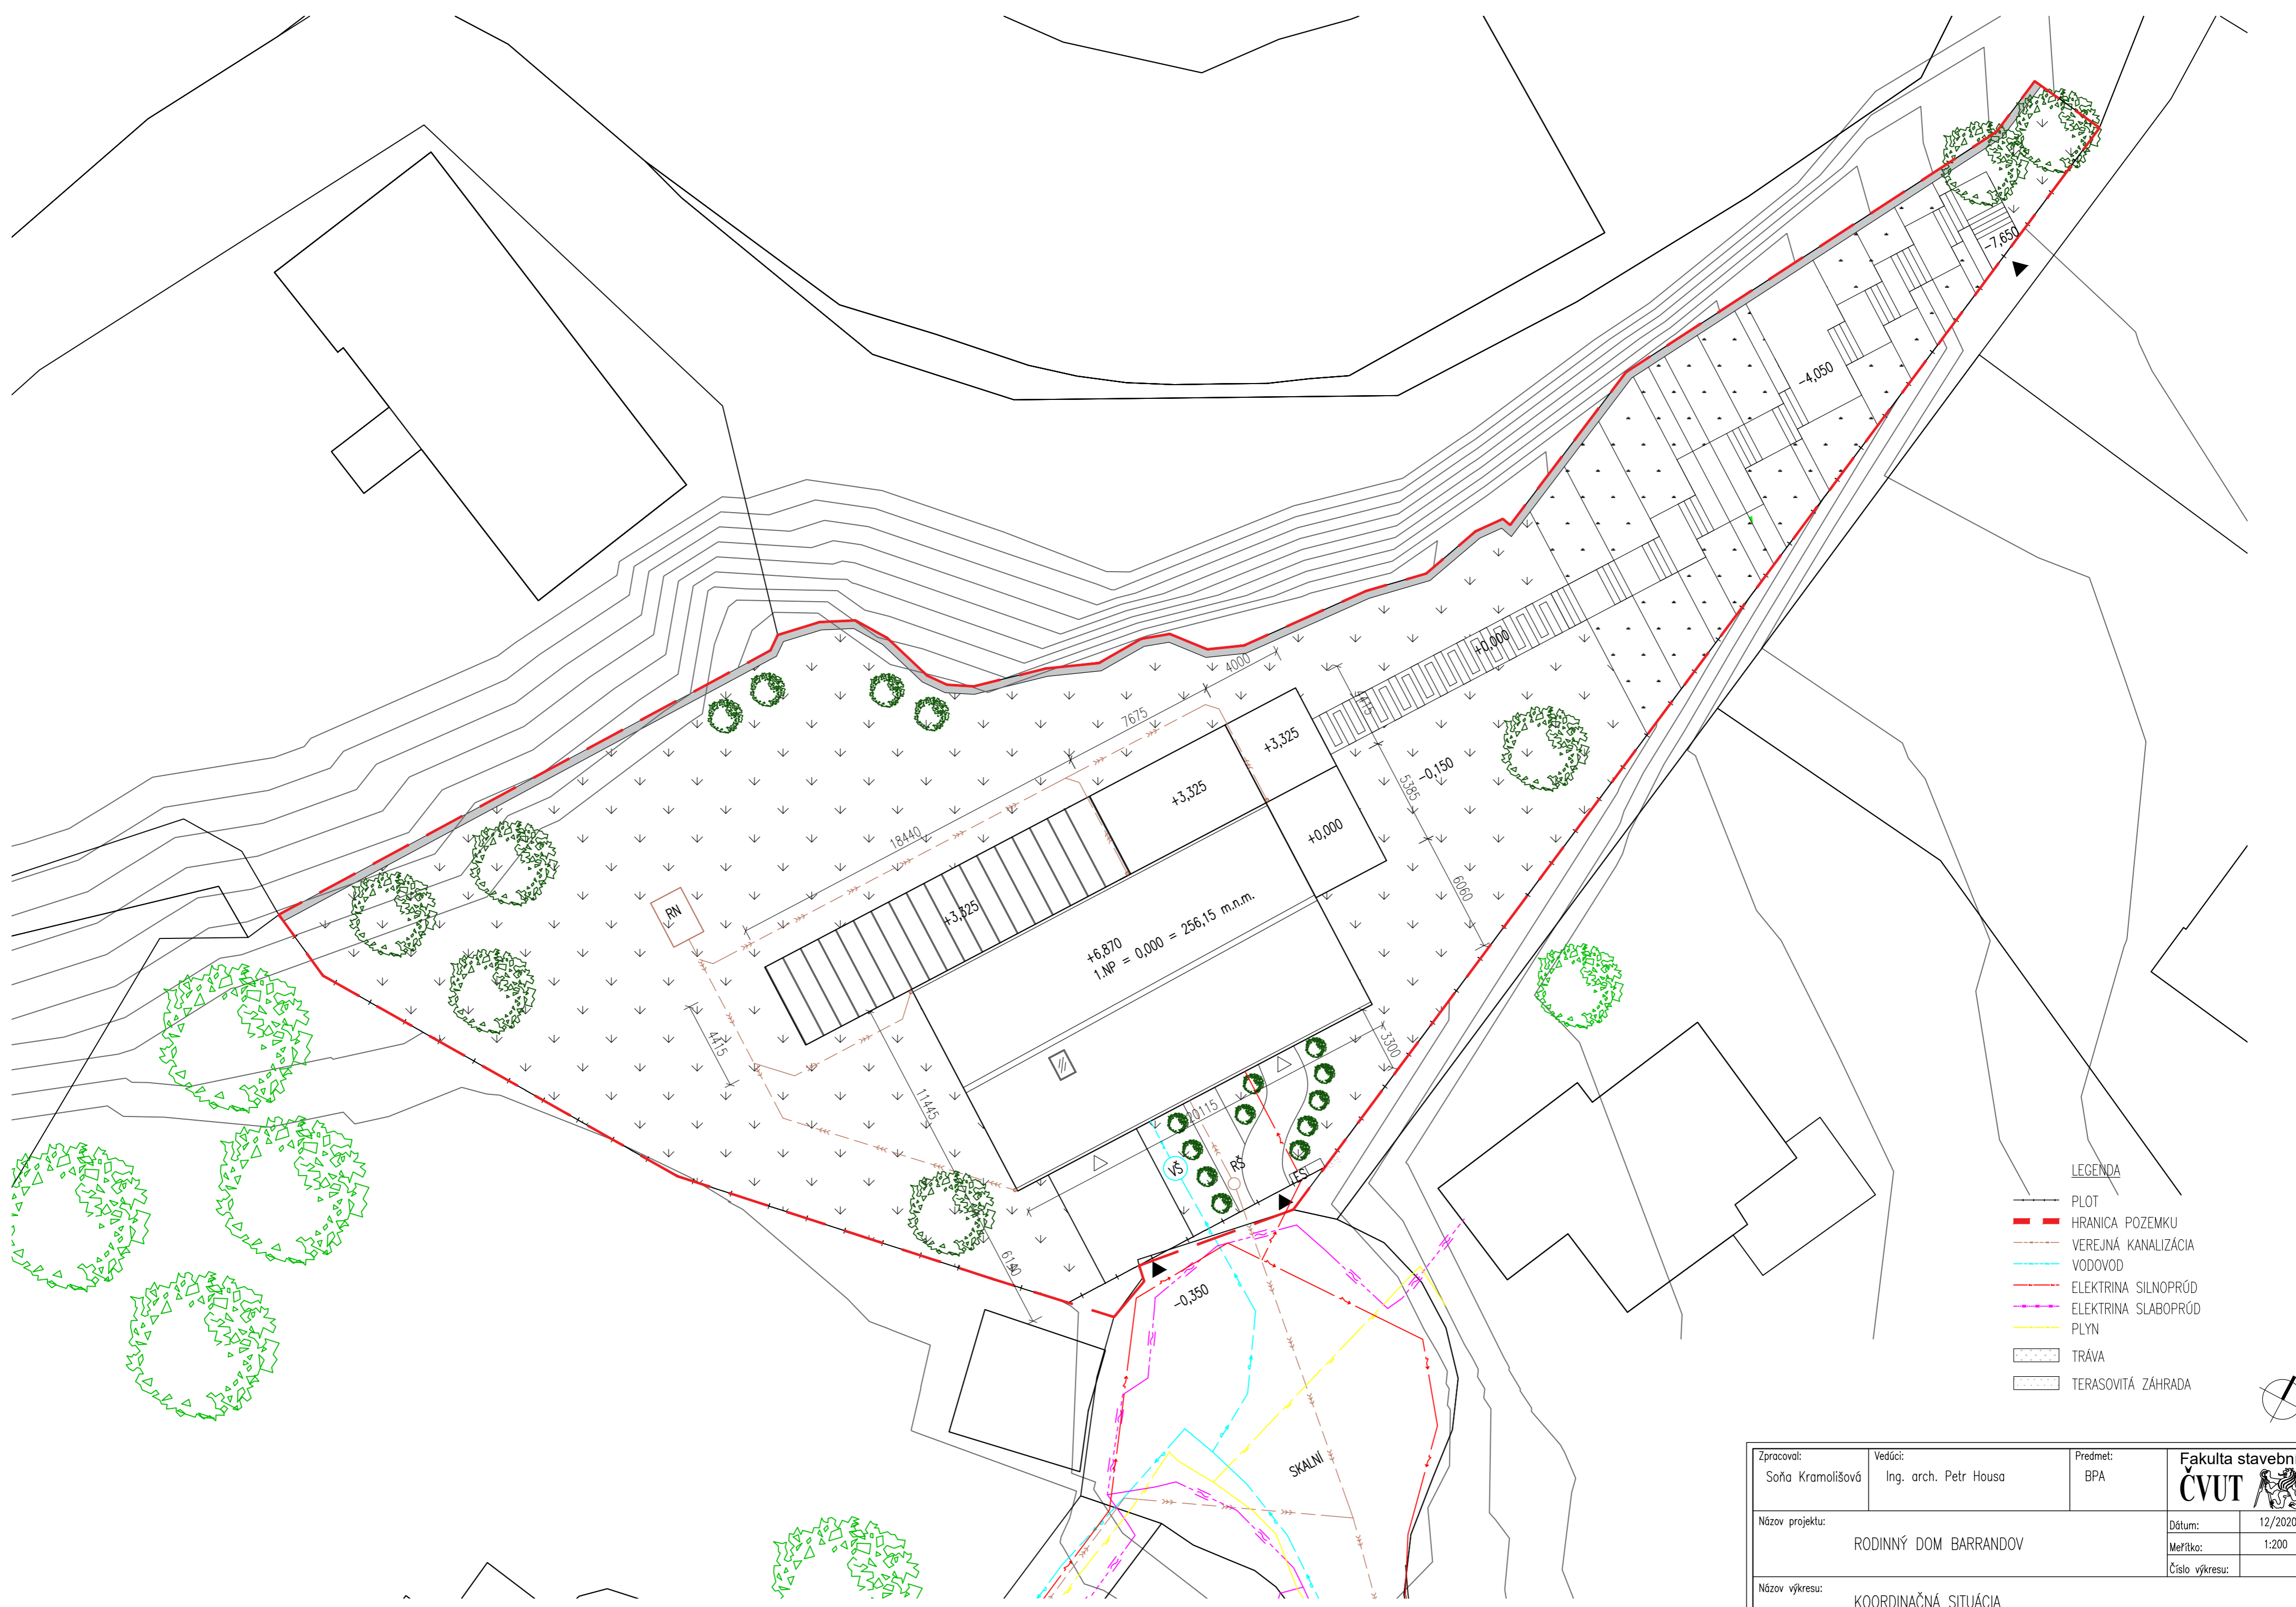 -7,650
-4,050
+0,000
4000
7675
+3,325
-0,150
5385
+3,325
+0,000
18440
6060
+3,325
RN
+6,870
1.NP = 0,000 = 256,15 m.n.m.
4415
3300
11445
20115
VŠ
RŠ
ES
6140
-0,350
SKALNÍ
LEGENDA
PLOT
HRANICA POZEMKU
VEREJNÁ KANALIZÁCIA
VODOVOD
ELEKTRINA SILNOPRÚD
ELEKTRINA SLABOPRÚD
PLYN
TRÁVA
TERASOVITÁ ZÁHRADA
Zpracoval:
Soňa Kramolišová
Vedúci:
Ing. arch. Petr Housa
Predmet:
BPA
Fakulta stavební
ČVUT
Názov projektu:
RODINNÝ DOM BARRANDOV
Dátum:
12/2020
Meřítko:
1:200
Číslo výkresu:
Názov výkresu:
KOORDINAČNÁ SITUÁCIA